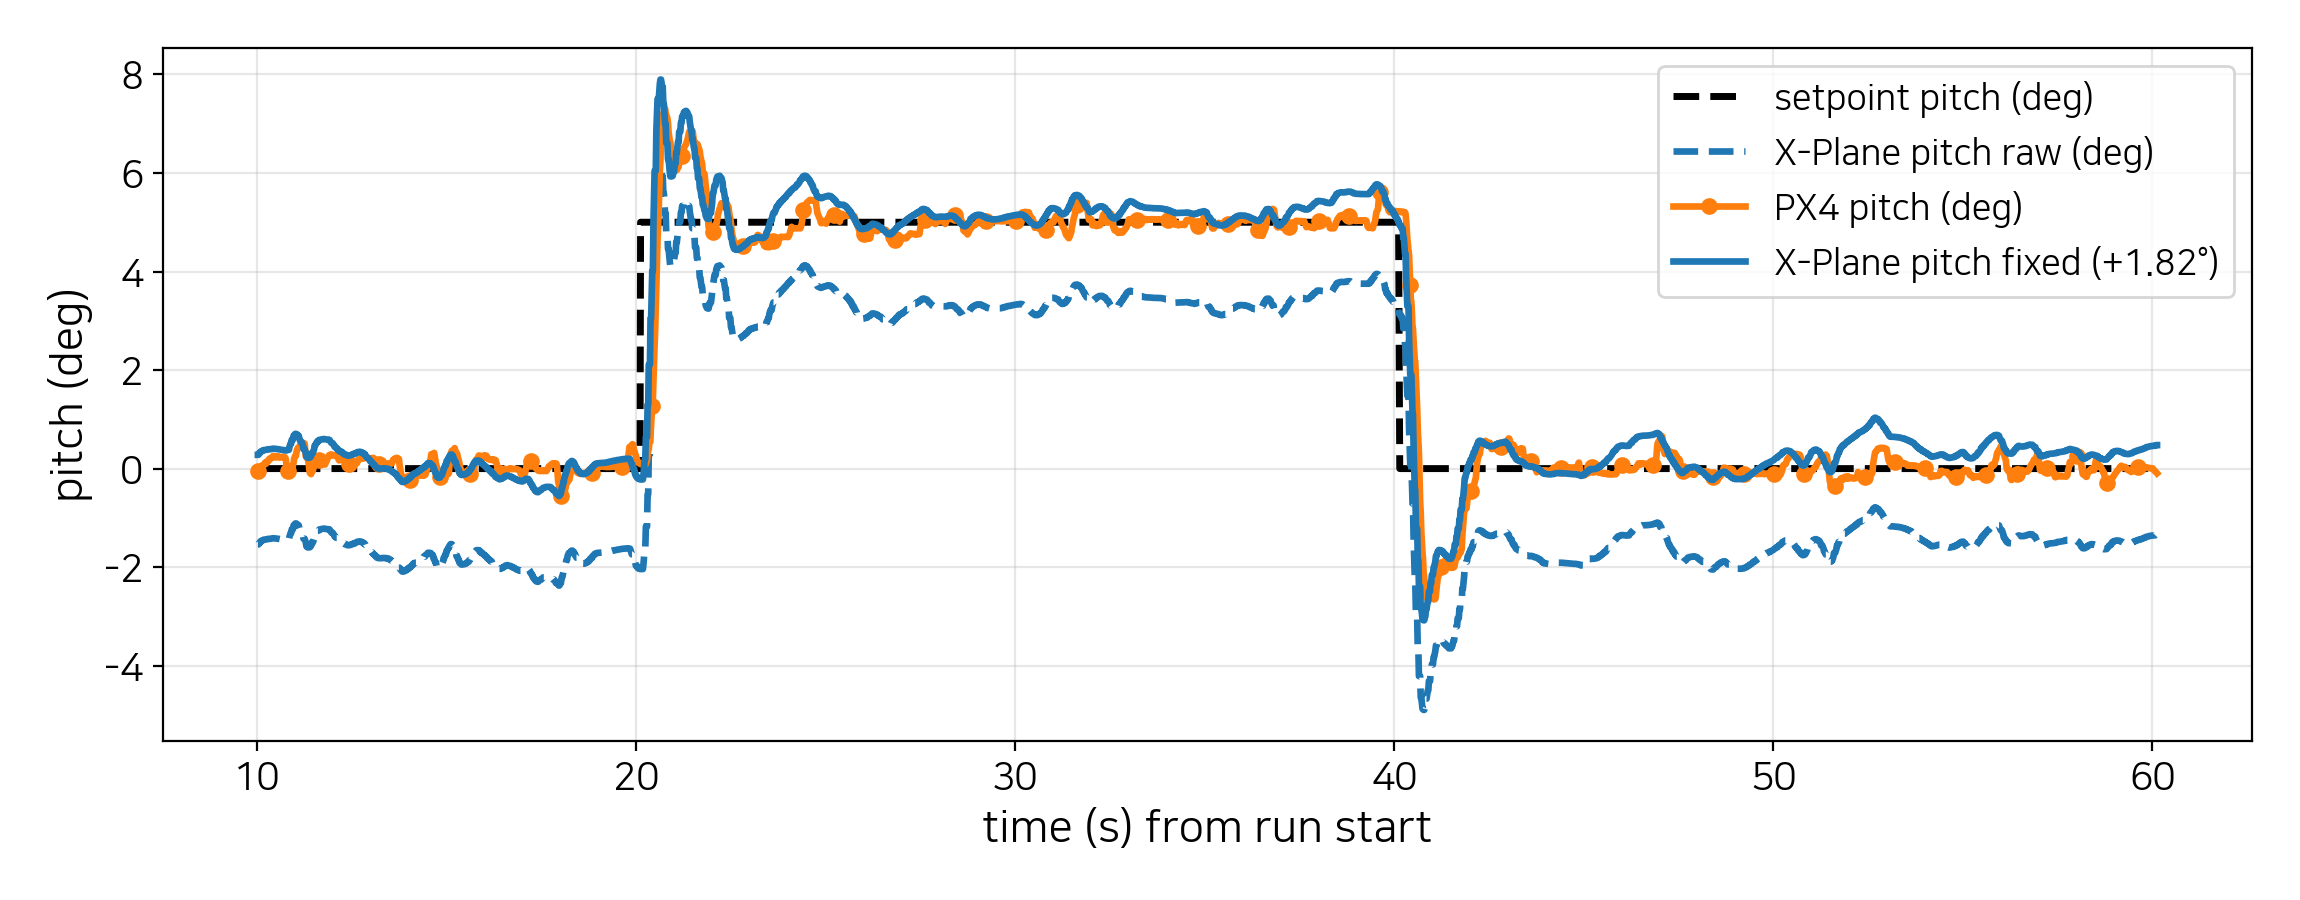 8
6
4
2
0
-2
-4
pitch (deg)
10
20
30
40
50
60
time (s) from run start
setpoint pitch (deg)
X-Plane pitch raw (deg)
PX4 pitch (deg)
X-Plane pitch fixed (+1.82°)